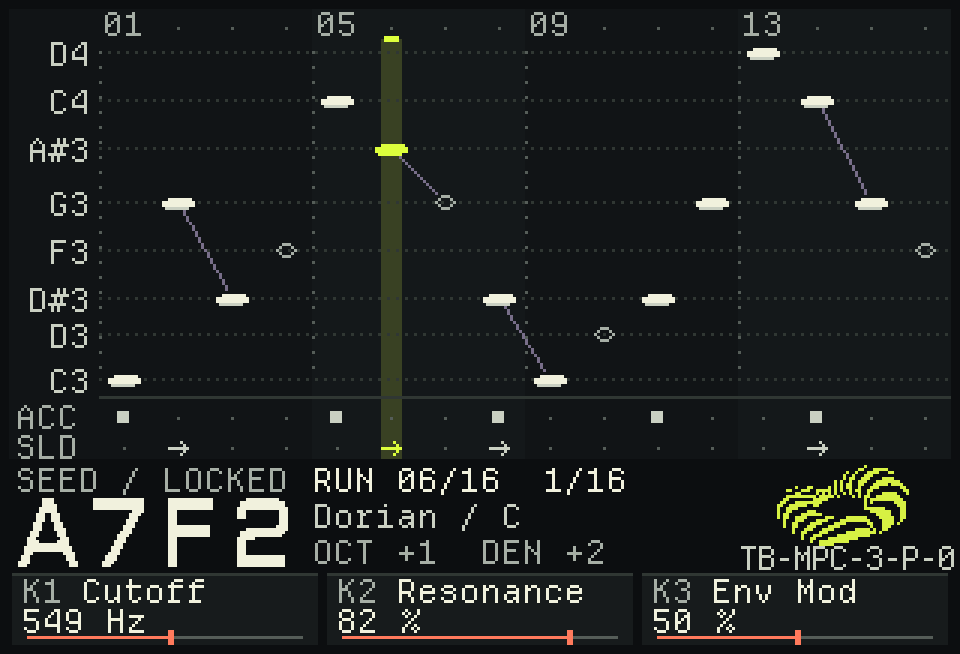 01 05 09 13
D4
C4
A#3
G3
F3
D#3
D3
C3
ACC
SLD
SEED / LOCKED RUN 06/16 1/16
A7F2 Dorian / C
OCT +1 DEN +2
TB-MPC-3-P-0
K1 Cutoff K2 Resonance K3 Env Mod
549 Hz 82 % 50 %